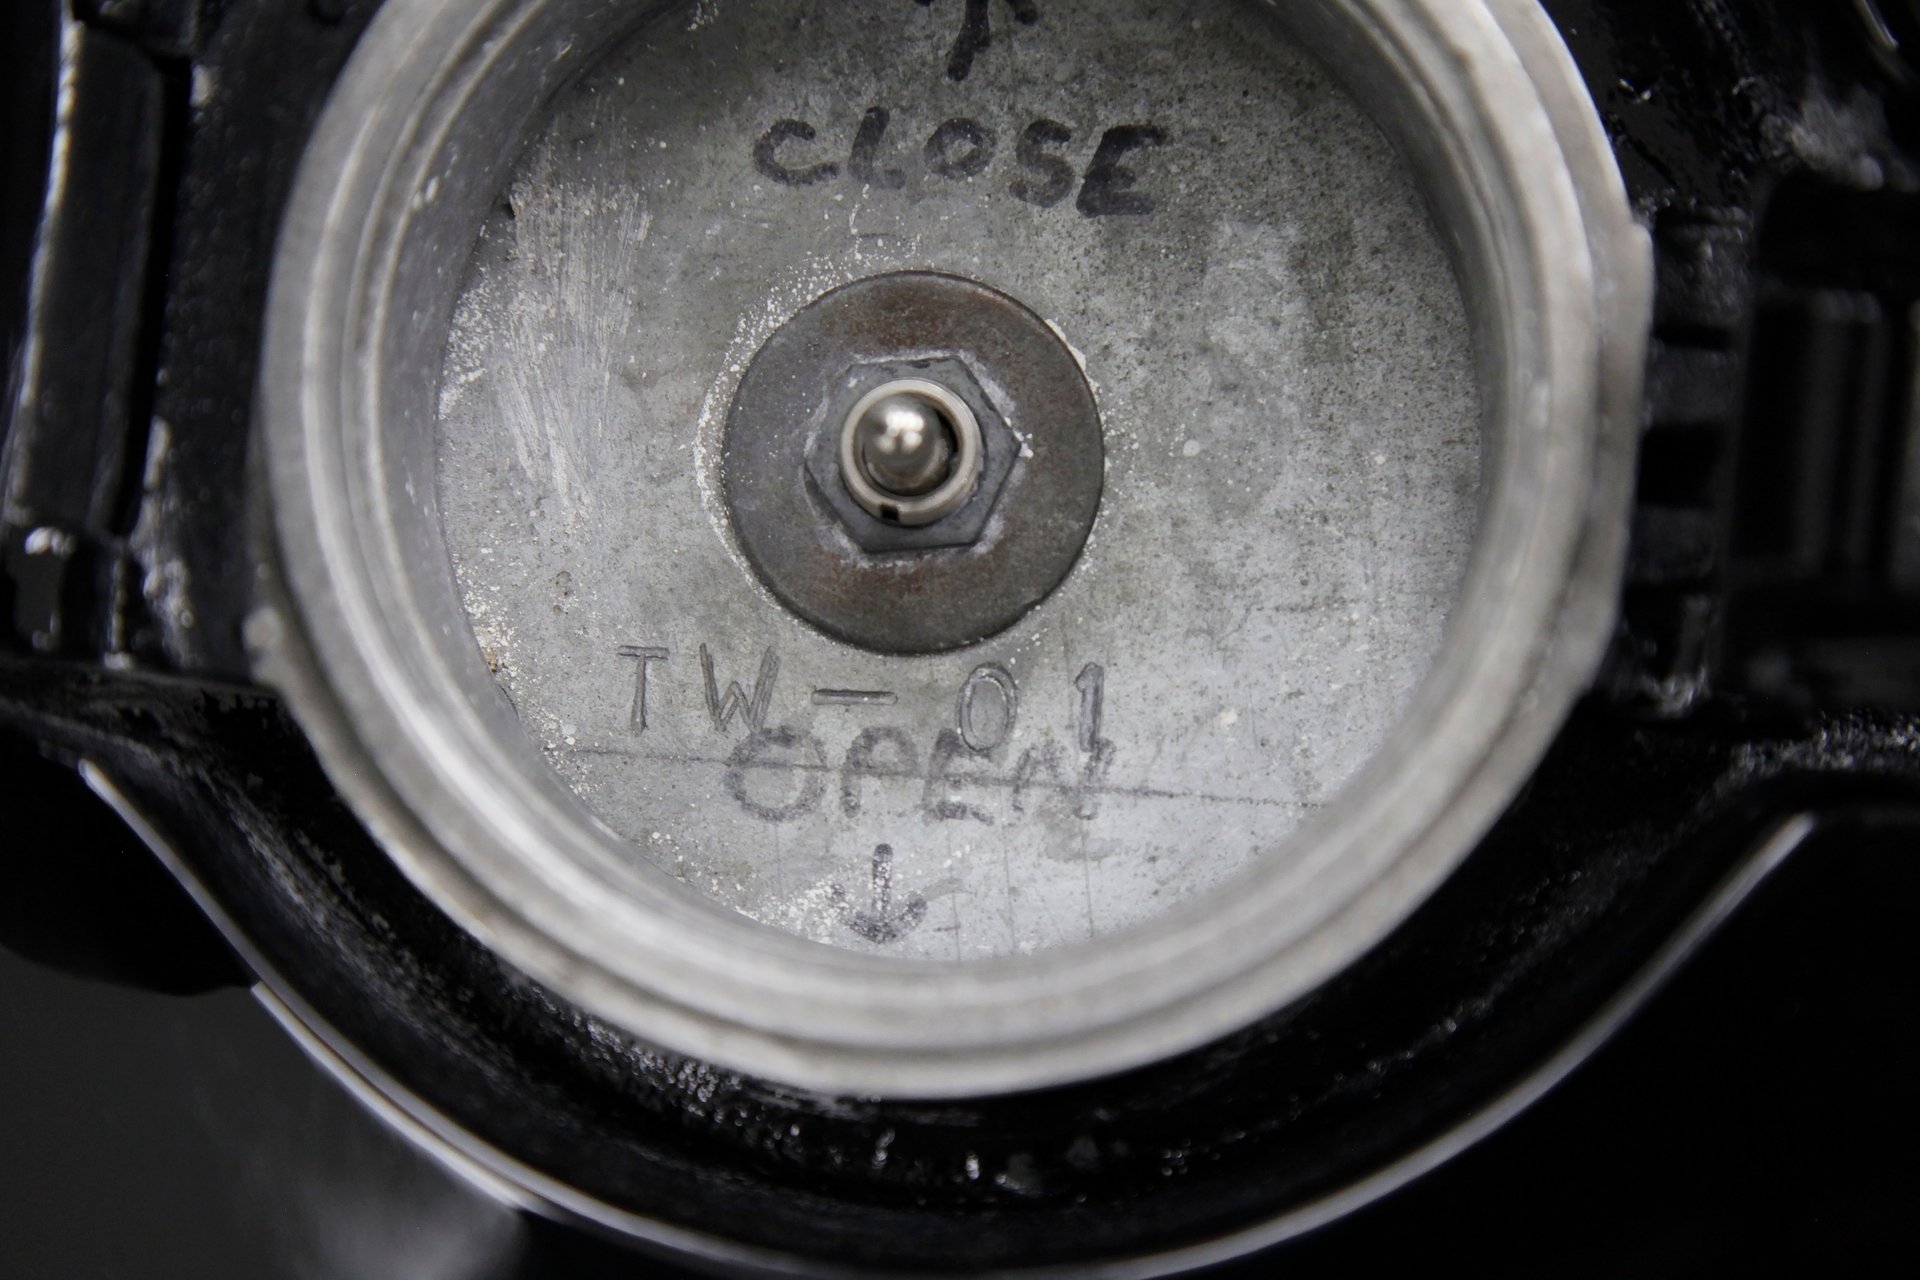 ↑
CLOSE
TW-01
OPEN
↓